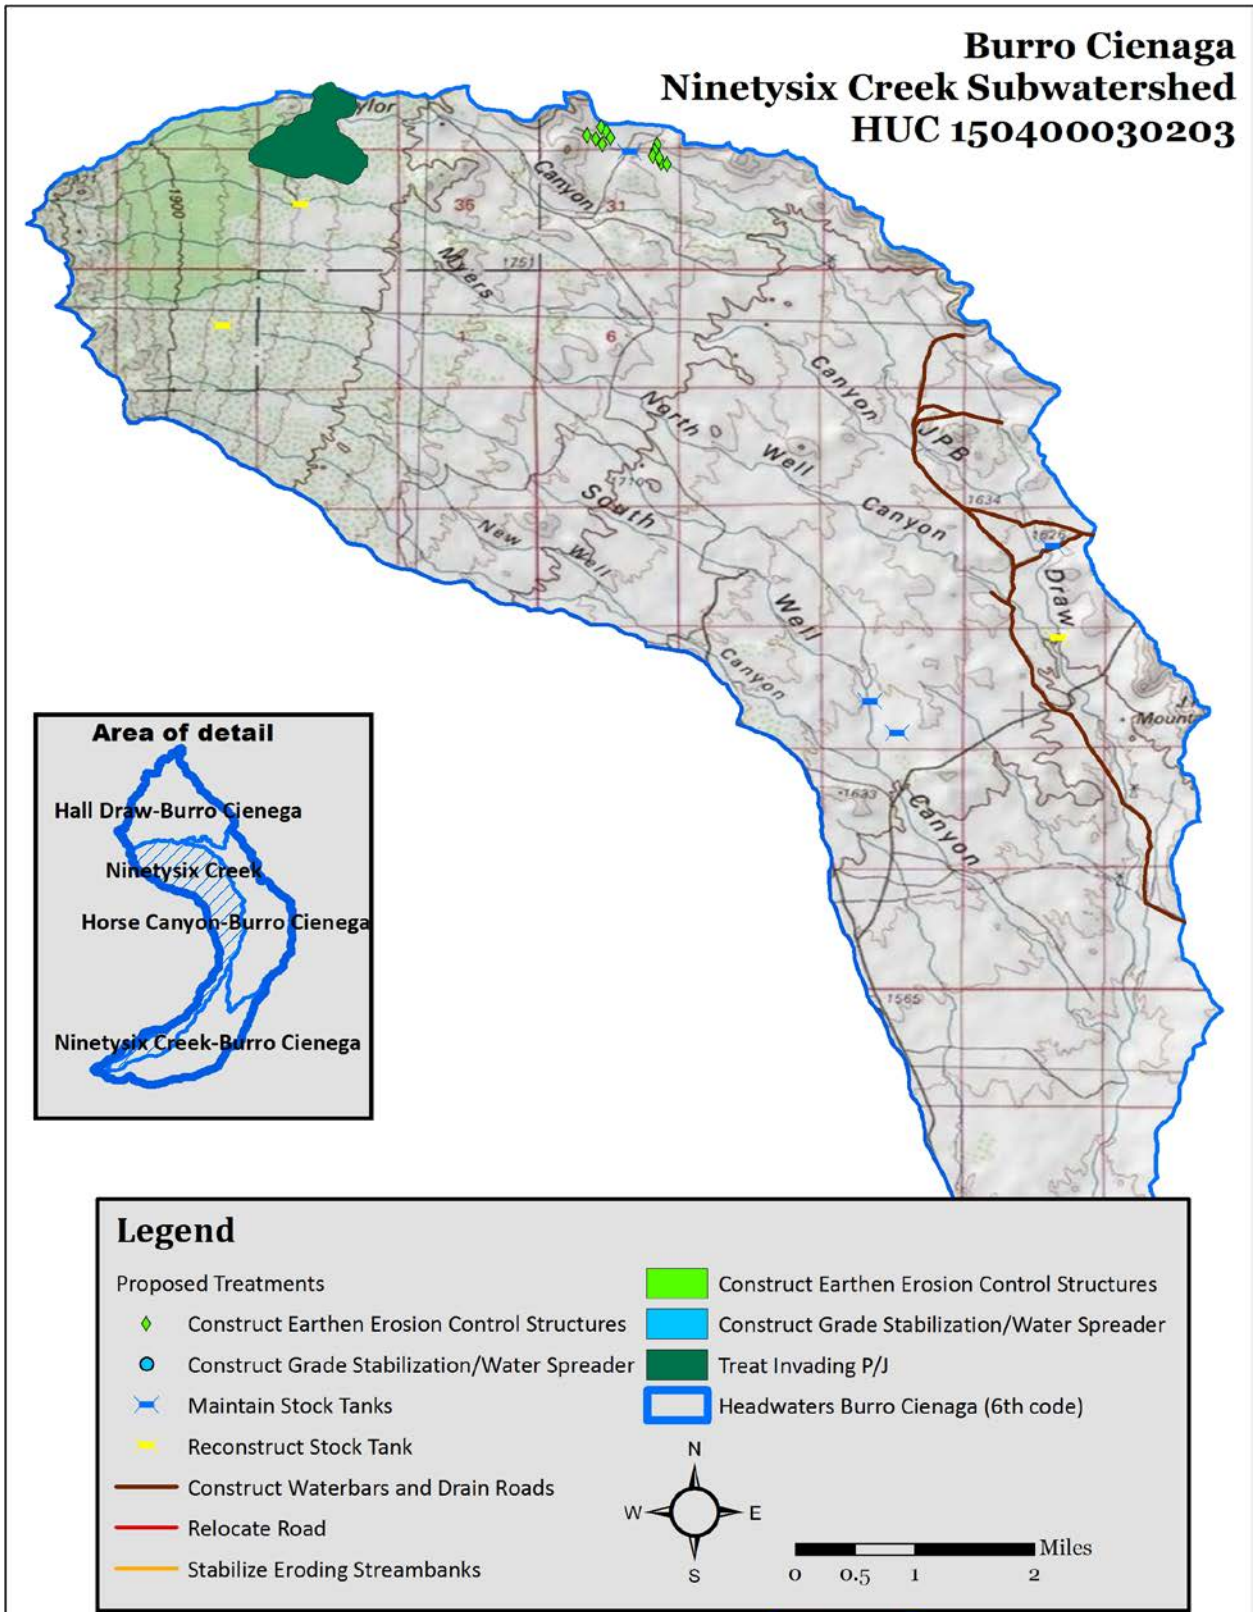 Burro Cienaga
Ninetysix Creek Subwatershed
HUC 150400030203
Canyon
36
31
1900
Myers
1751
1
6
Canyon
North
Well
Canyon
JPB
1634
South
New
Well
Canyon
Draw
Well
Mount
1633
Canyon
1565
Area of detail
Hall Draw-Burro Cienega
Ninetysix Creek
Horse Canyon-Burro Cienega
Ninetysix Creek-Burro Cienega
Legend
Proposed Treatments
Construct Earthen Erosion Control Structures
Construct Grade Stabilization/Water Spreader
Maintain Stock Tanks
Reconstruct Stock Tank
Construct Waterbars and Drain Roads
Relocate Road
Stabilize Eroding Streambanks
Construct Earthen Erosion Control Structures
Construct Grade Stabilization/Water Spreader
Treat Invading P/J
Headwaters Burro Cienaga (6th code)
N
W E
S
Miles
0 0.5 1 2